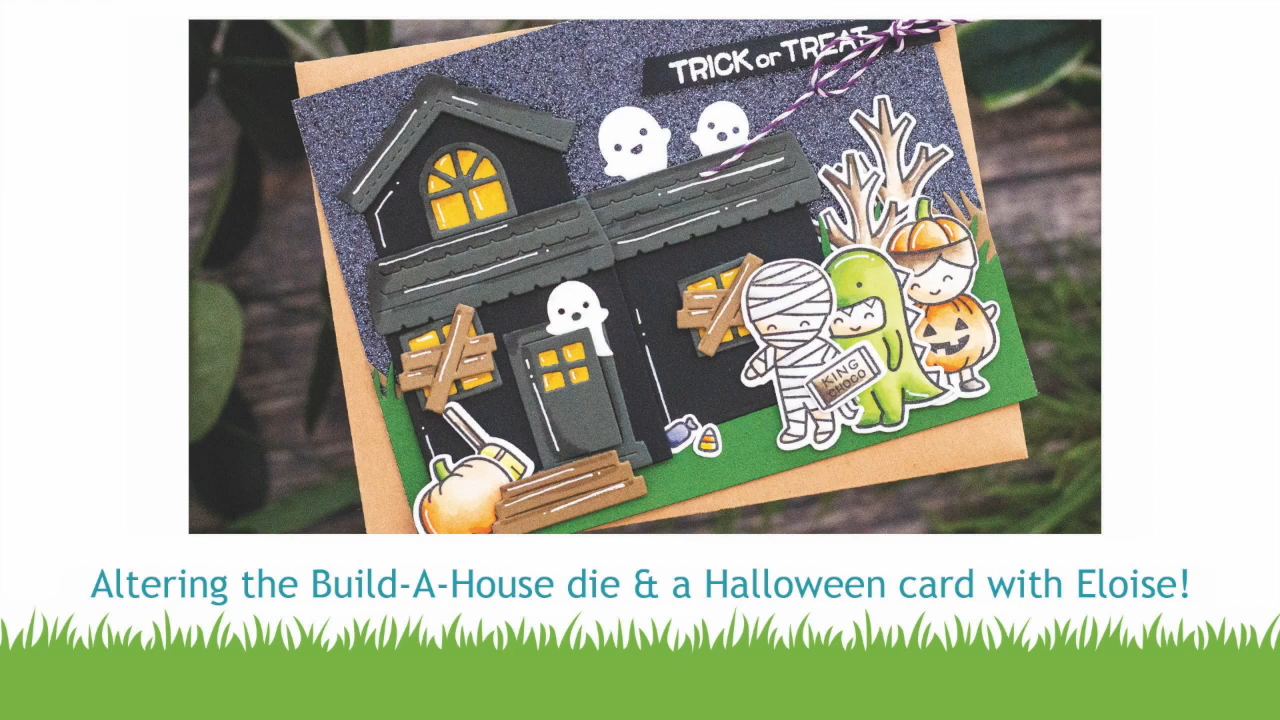 TRICK or TREAT
KING
CHOCO
Altering the Build-A-House die & a Halloween card with Eloise!